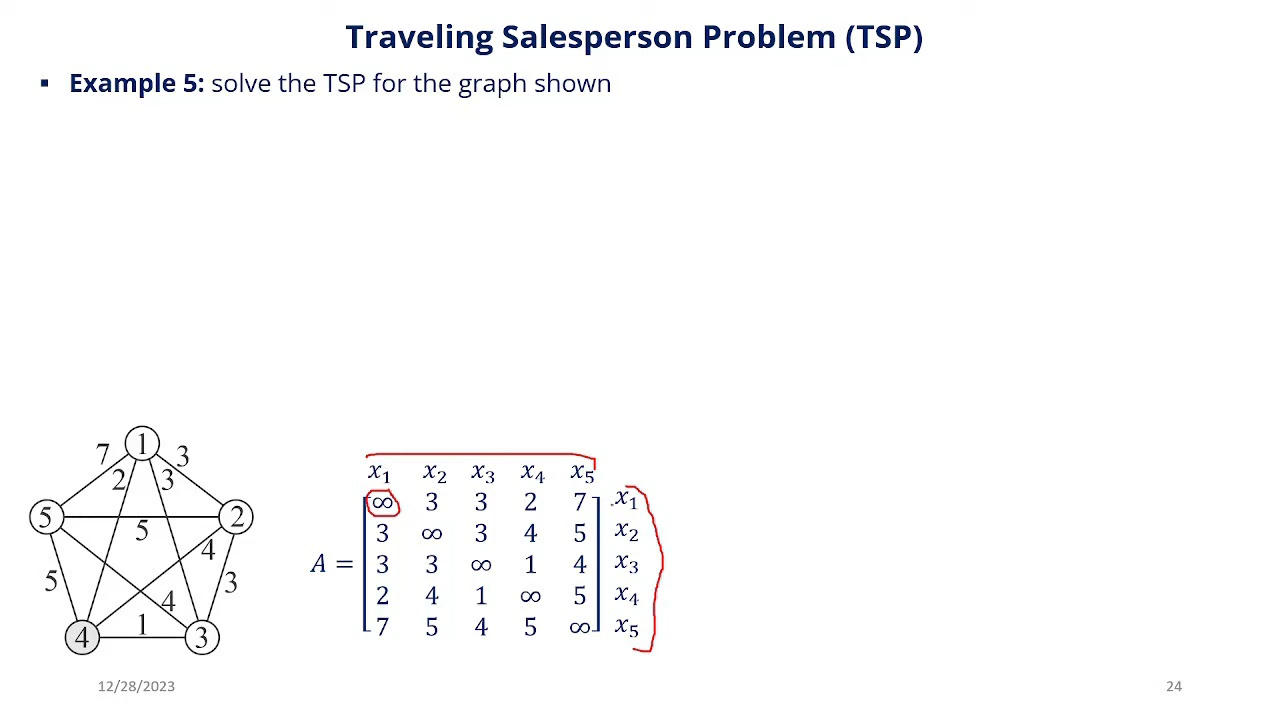 Traveling Salesperson Problem (TSP)
▪ Example 5: solve the TSP for the graph shown
1
7
3
2
3
5
2
5
4
5
3
4
1
4
3
x₁ x₂ x₃ x₄ x₅
∞ 3 3 2 7 x₁
3 ∞ 3 4 5 x₂
A = 3 3 ∞ 1 4 x₃
2 4 1 ∞ 5 x₄
7 5 4 5 ∞ x₅
12/28/2023
24